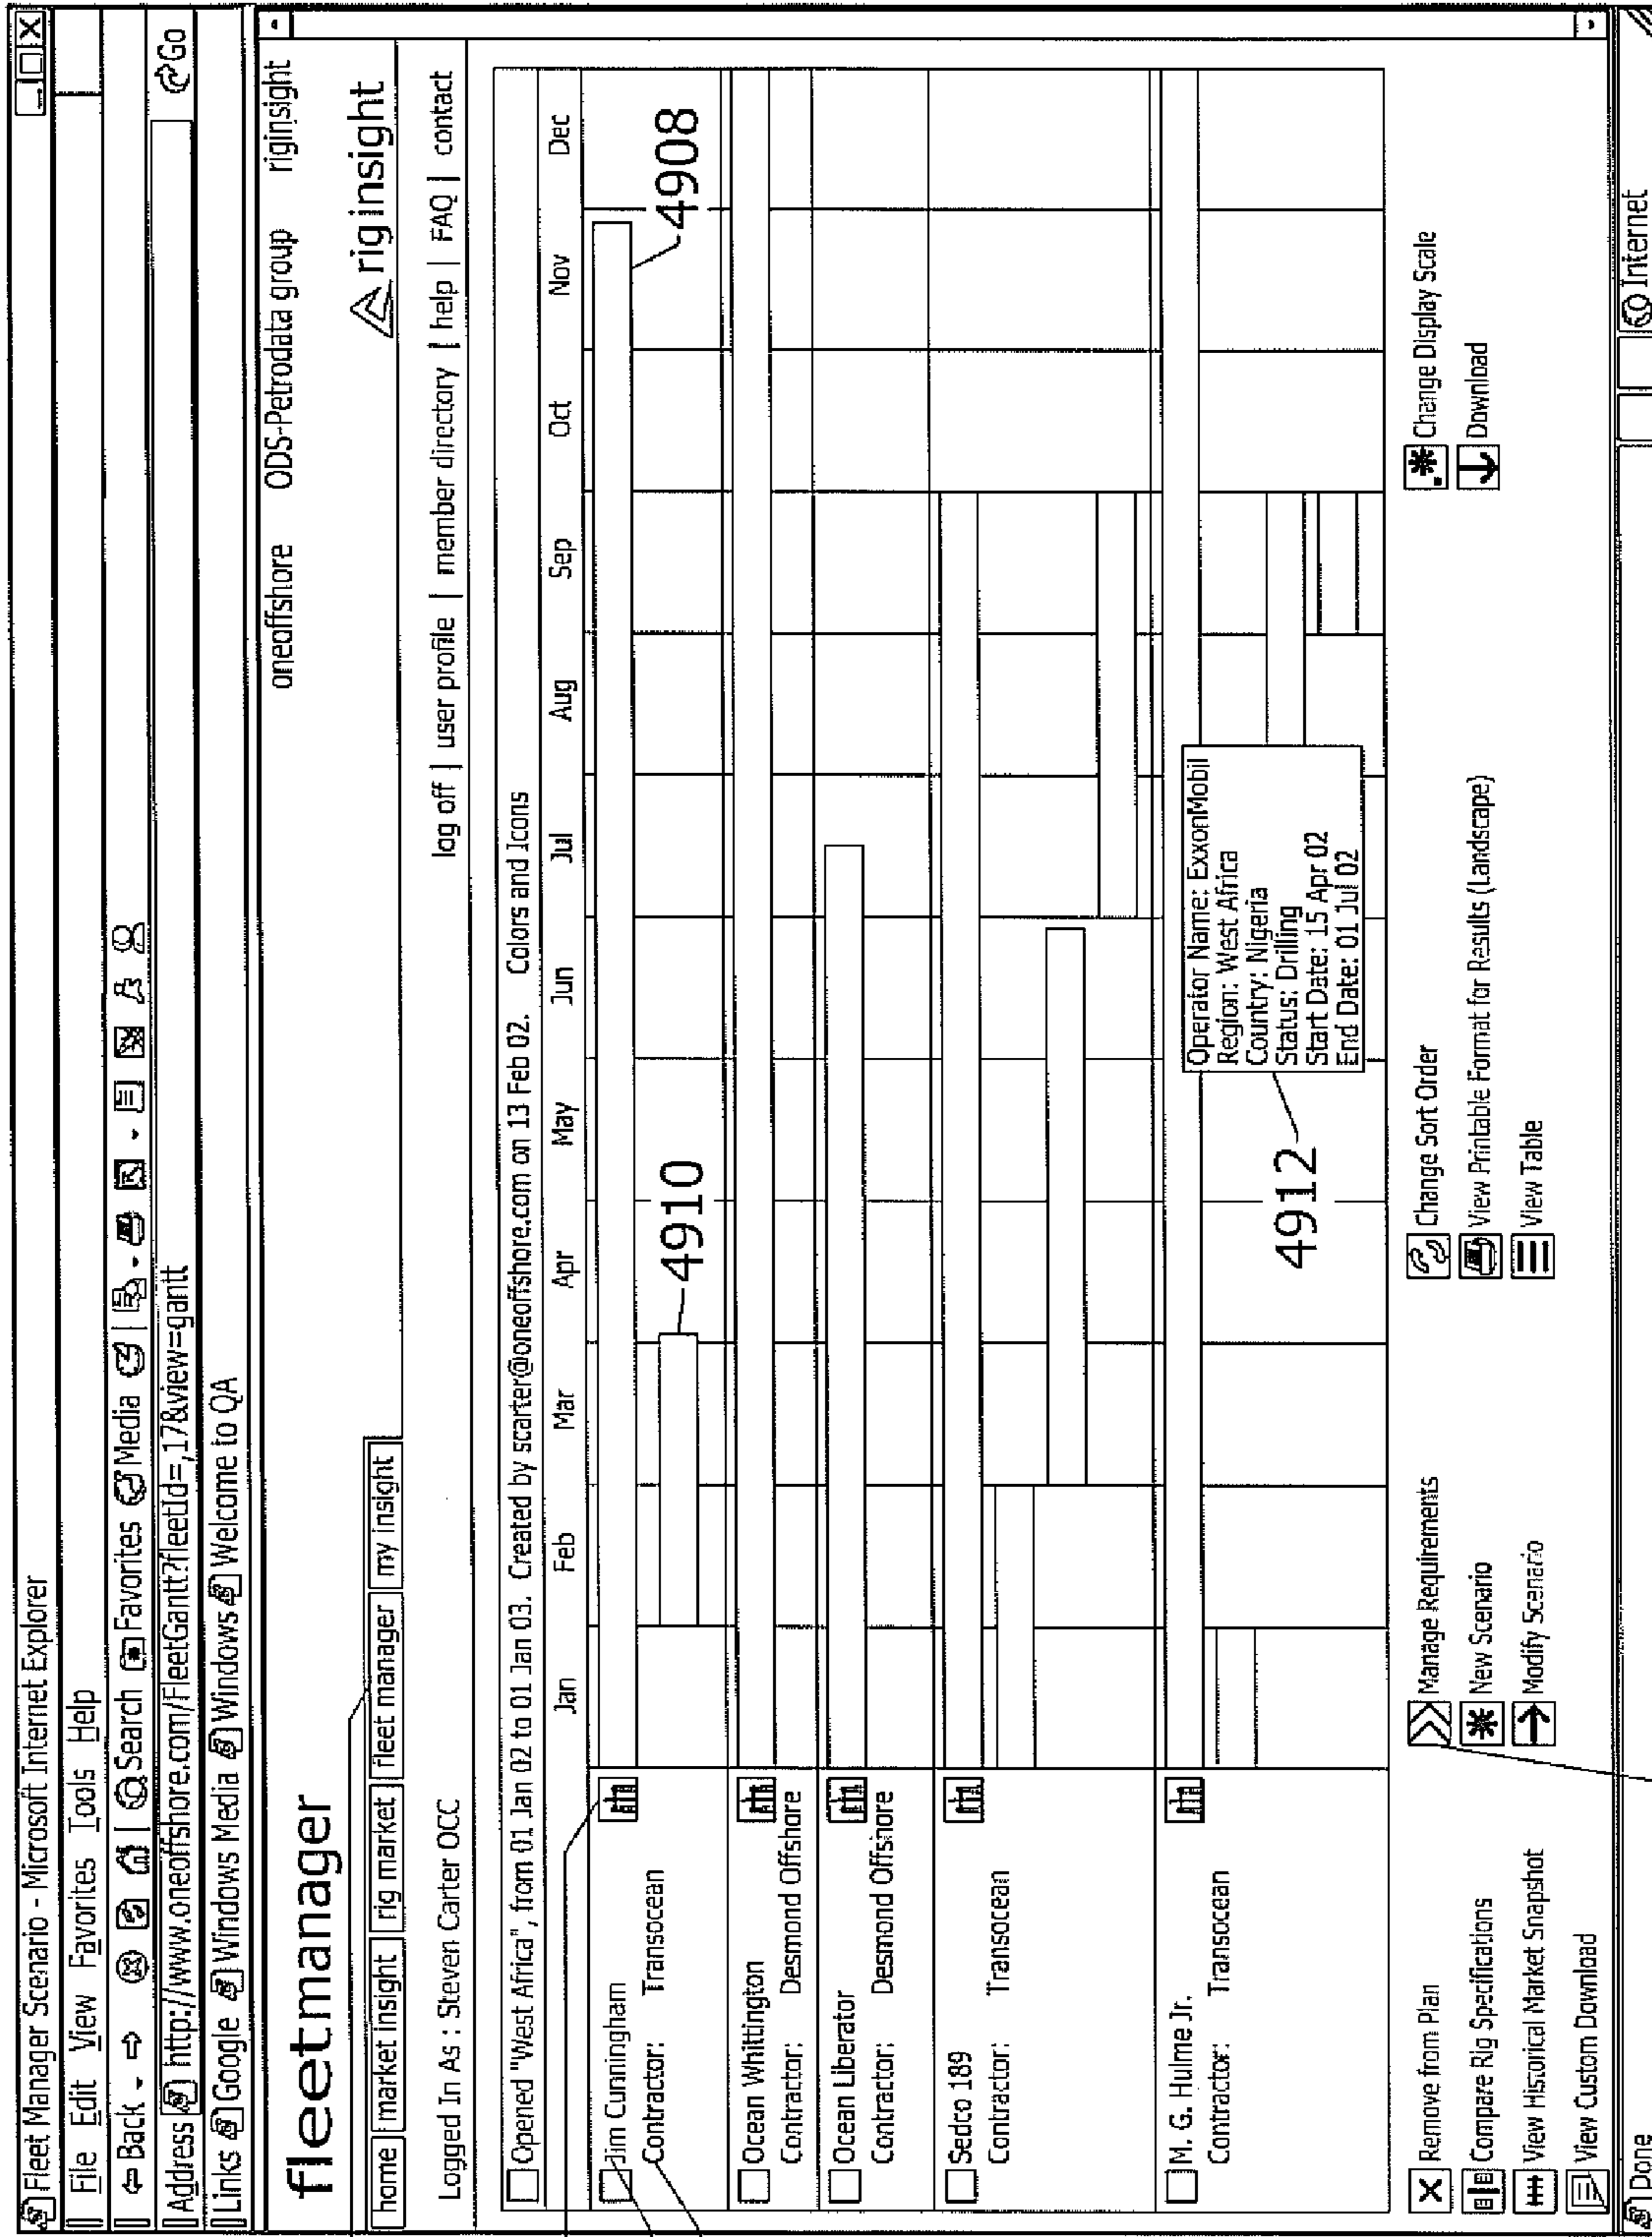 Fleet Manager Scenario - Microsoft Internet Explorer
File Edit View Favorites Tools Help
Back Search Favorites Media
Address http://www.oneoffshore.com/FleetGantt?fleetId=,17&view=gantt Go
Links Google Windows Media Windows Welcome to QA
oneoffshore ODS-Petrodata group riginsight
fleetmanager
rig insight
home market insight rig market fleet manager my insight
Logged In As : Steven Carter OCC
log off | user profile | member directory | help | FAQ | contact
Opened "West Africa", from 01 Jan 02 to 01 Jan 03. Created by scarter@oneoffshore.com on 13 Feb 02. Colors and Icons
Jan Feb Mar Apr May Jun Jul Aug Sep Oct Nov Dec
Jim Cunningham
Contractor: Transocean
4910
4908
Ocean Whittington
Contractor: Desmond Offshore
Ocean Liberator
Contractor: Desmond Offshore
Sedco 189
Contractor: Transocean
M. G. Hulme Jr.
Contractor: Transocean
4912
Operator Name: ExxonMobil
Region: West Africa
Country: Nigeria
Status: Drilling
Start Date: 15 Apr 02
End Date: 01 Jul 02
Remove from Plan
Compare Rig Specifications
View Historical Market Snapshot
View Custom Download
Manage Requirements
New Scenario
Modify Scenario
Change Sort Order
View Printable Format for Results (Landscape)
View Table
Change Display Scale
Download
Done
Internet